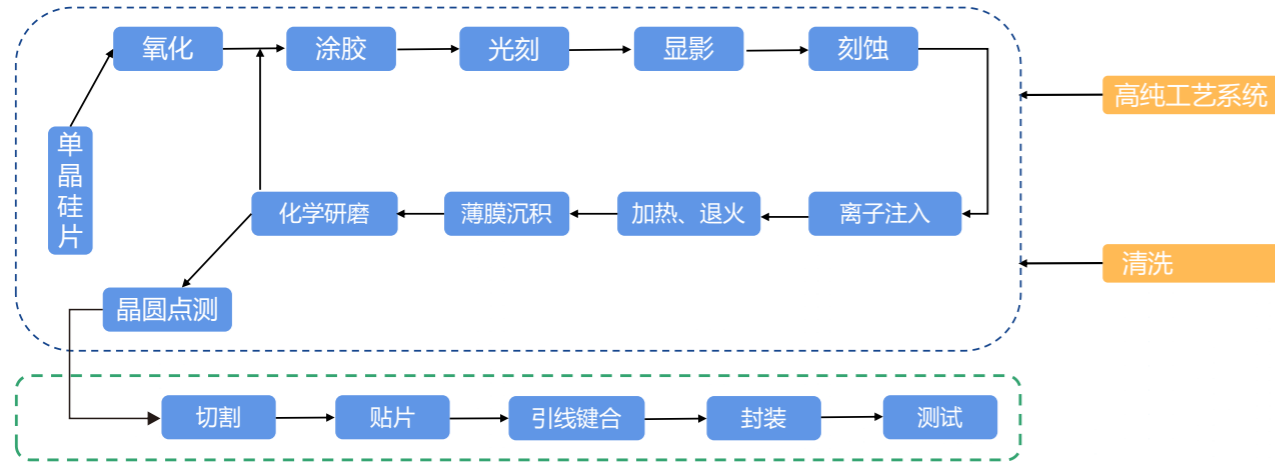 氧化
涂胶
光刻
显影
刻蚀
高纯工艺系统
单晶硅片
化学研磨
薄膜沉积
加热、退火
离子注入
清洗
晶圆点测
切割
贴片
引线键合
封装
测试